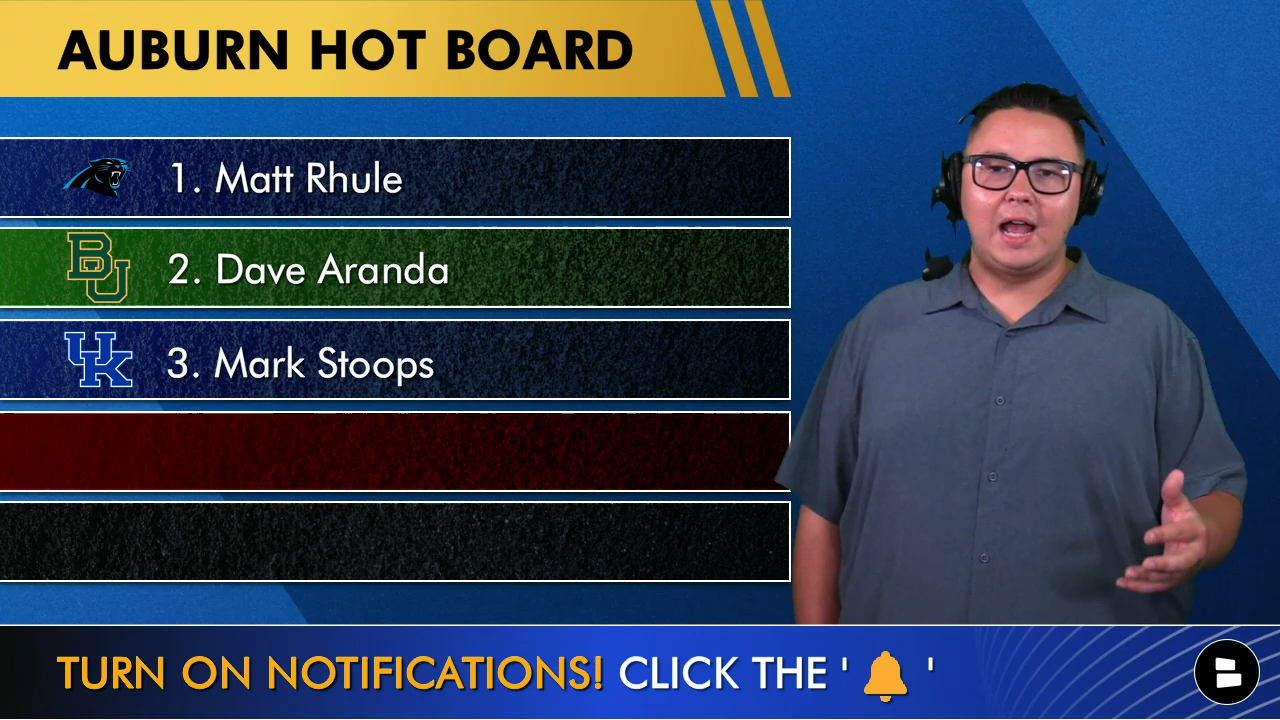 AUBURN HOT BOARD
1. Matt Rhule
BU
2. Dave Aranda
UK
3. Mark Stoops
TURN ON NOTIFICATIONS! CLICK THE ' '